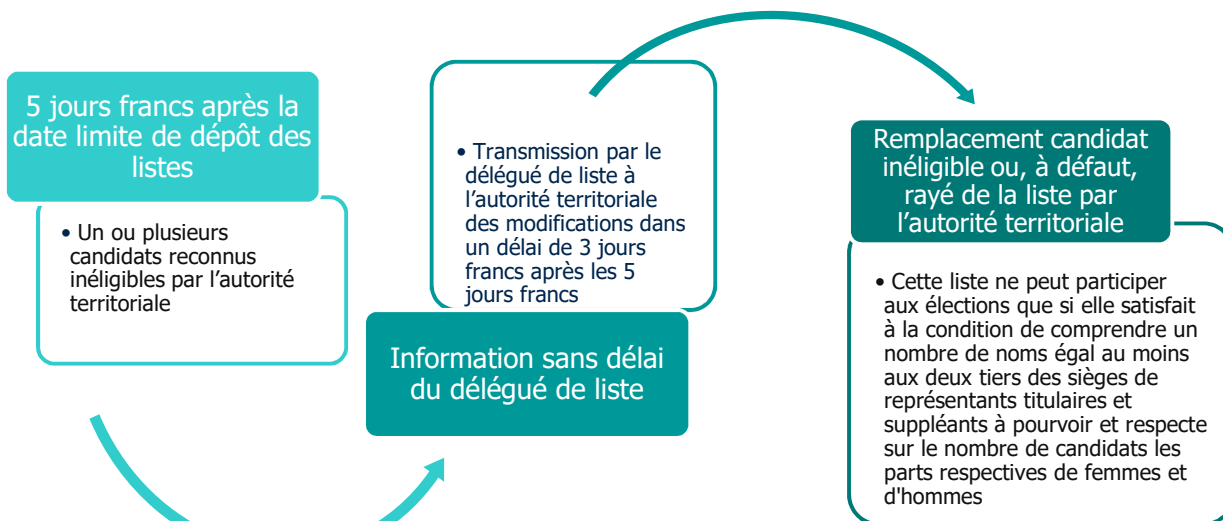 5 jours francs après la
date limite de dépôt des
listes
• Un ou plusieurs
candidats reconnus
inéligibles par l'autorité
territoriale
• Transmission par le
délégué de liste à
l'autorité territoriale
des modifications dans
un délai de 3 jours
francs après les 5
jours francs
Information sans délai
du délégué de liste
Remplacement candidat
inéligible ou, à défaut,
rayé de la liste par
l'autorité territoriale
• Cette liste ne peut participer
aux élections que si elle satisfait
à la condition de comprendre un
nombre de noms égal au moins
aux deux tiers des sièges de
représentants titulaires et
suppléants à pourvoir et respecte
sur le nombre de candidats les
parts respectives de femmes et
d'hommes